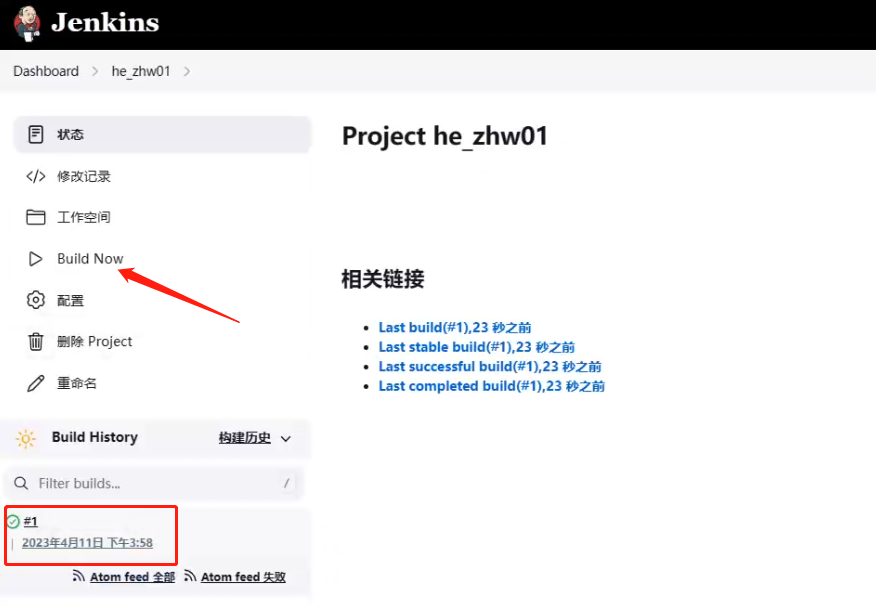 Jenkins
Dashboard > he_zhw01 >
状态
修改记录
工作空间
Build Now
配置
删除 Project
重命名
Build History 构建历史
Filter builds... /
#1
2023年4月11日 下午3:58
Atom feed 全部 Atom feed 失败
Project he_zhw01
相关链接
Last build(#1),23 秒之前
Last stable build(#1),23 秒之前
Last successful build(#1),23 秒之前
Last completed build(#1),23 秒之前